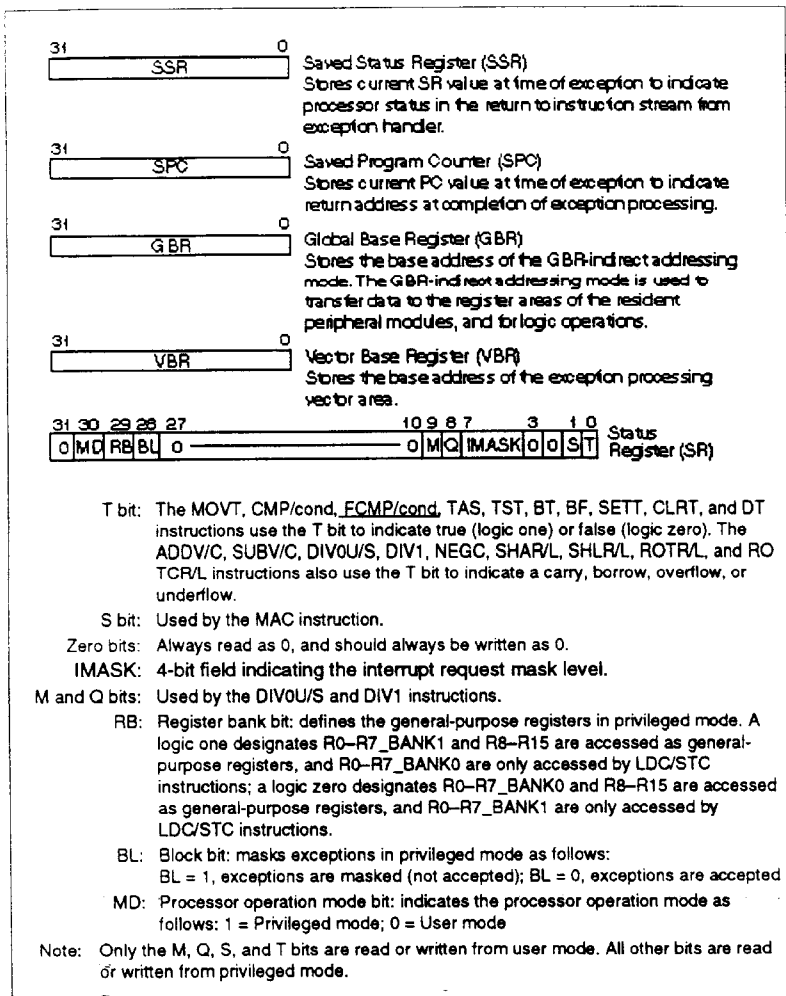 31 0
SSR
Saved Status Register (SSR)
Stores current SR value at time of exception to indicate
processor status in the return to instruction stream from
exception handler.
31 0
SPC
Saved Program Counter (SPC)
Stores current PC value at time of exception to indicate
return address at completion of exception processing.
31 0
GBR
Global Base Register (GBR)
Stores the base address of the GBR-indirect addressing
mode. The GBR-indirect addressing mode is used to
transfer data to the register areas of the resident
peripheral modules, and for logic operations.
31 0
VBR
Vector Base Register (VBR)
Stores the base address of the exception processing
vector area.
31 30 29 28 27 10 9 8 7 3 1 0
0 MD RB BL 0 0 M Q IMASK 0 0 S T
Status
Register (SR)
T bit: The MOVT, CMP/cond, FCMP/cond, TAS, TST, BT, BF, SETT, CLRT, and DT
instructions use the T bit to indicate true (logic one) or false (logic zero). The
ADDV/C, SUBV/C, DIV0U/S, DIV1, NEGC, SHAR/L, SHLR/L, ROTR/L, and RO
TCR/L instructions also use the T bit to indicate a carry, borrow, overflow, or
underflow.
S bit: Used by the MAC instruction.
Zero bits: Always read as 0, and should always be written as 0.
IMASK: 4-bit field indicating the interrupt request mask level.
M and Q bits: Used by the DIV0U/S and DIV1 instructions.
RB: Register bank bit: defines the general-purpose registers in privileged mode. A
logic one designates R0–R7_BANK1 and R8–R15 are accessed as general-
purpose registers, and R0–R7_BANK0 are only accessed by LDC/STC
instructions; a logic zero designates R0–R7_BANK0 and R8–R15 are accessed
as general-purpose registers, and R0–R7_BANK1 are only accessed by
LDC/STC instructions.
BL: Block bit: masks exceptions in privileged mode as follows:
BL = 1, exceptions are masked (not accepted); BL = 0, exceptions are accepted
MD: Processor operation mode bit: indicates the processor operation mode as
follows: 1 = Privileged mode; 0 = User mode
Note: Only the M, Q, S, and T bits are read or written from user mode. All other bits are read
or written from privileged mode.